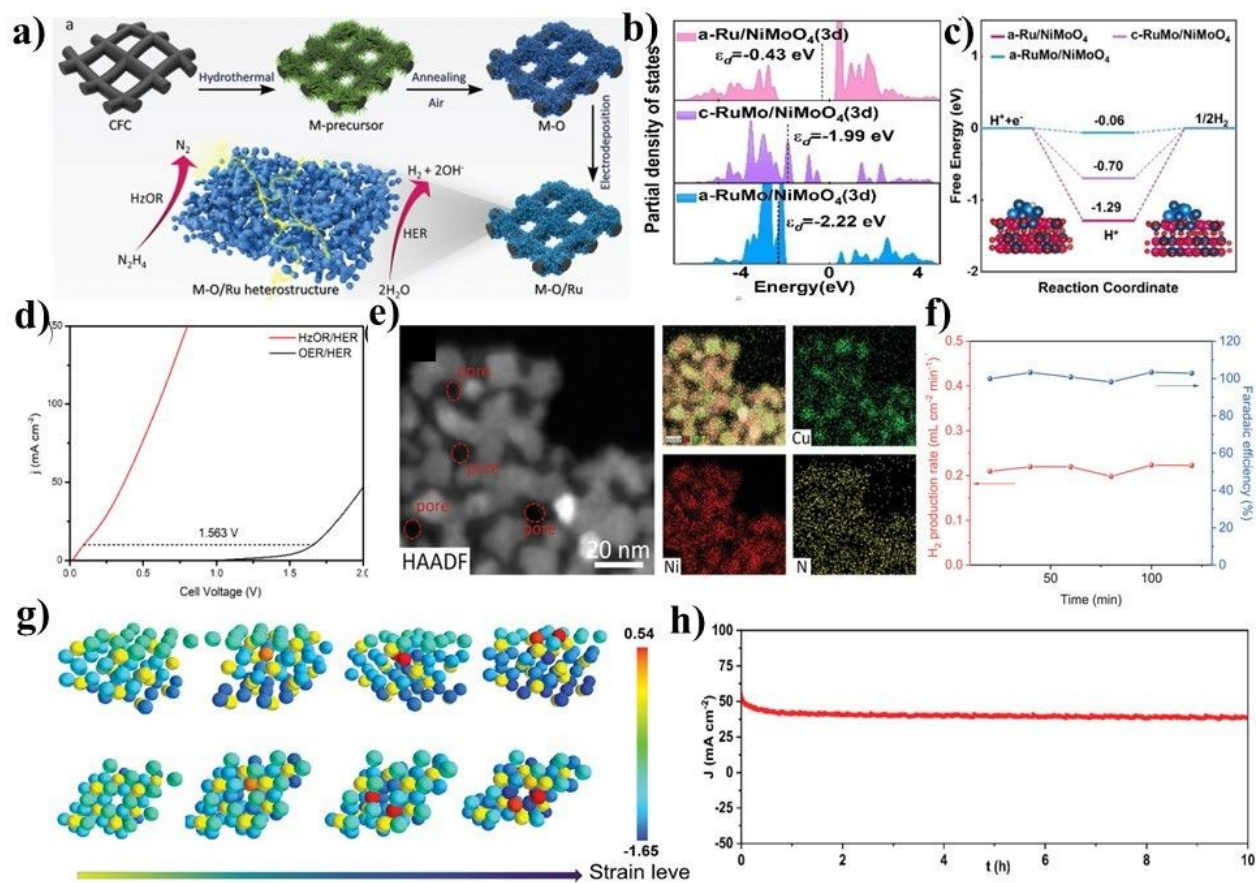 a)
a
CFC
Hydrothermal
M-precursor
Annealing
Air
M-O
Electrodeposition
N₂
HzOR
N₂H₄
H₂ + 2OH⁻
HER
2H₂O
M-O/Ru heterostructure
M-O/Ru
b)
Partial density of states
a-Ru/NiMoO₄(3d)
εd=-0.43 eV
c-RuMo/NiMoO₄(3d)
εd=-1.99 eV
a-RuMo/NiMoO₄(3d)
εd=-2.22 eV
-4 0 4
Energy(eV)
c)
a-Ru/NiMoO₄ c-RuMo/NiMoO₄
a-RuMo/NiMoO₄
Free Energy (eV)
1
0
-1
-2
H⁺+e⁻
-0.06
1/2H₂
-0.70
-1.29
H*
Reaction Coordinate
d)
HzOR/HER
OER/HER
j (mA cm⁻²)
100
50
0
1.563 V
0.0 0.5 1.0 1.5 2.0
Cell Voltage (V)
e)
pore
pore
pore
pore
HAADF
20 nm
Cu
Ni
N
f)
H₂ production rate (mL cm⁻² min⁻¹)
0.5
0.4
0.3
0.2
0.1
0.0
120
100
80
60
40
20
0
Faradaic efficiency (%)
50 100
Time (min)
g)
0.54
-1.65
Strain leve
h)
J (mA cm⁻²)
100
75
50
25
0
-25
-50
0 2 4 6 8 10
t (h)